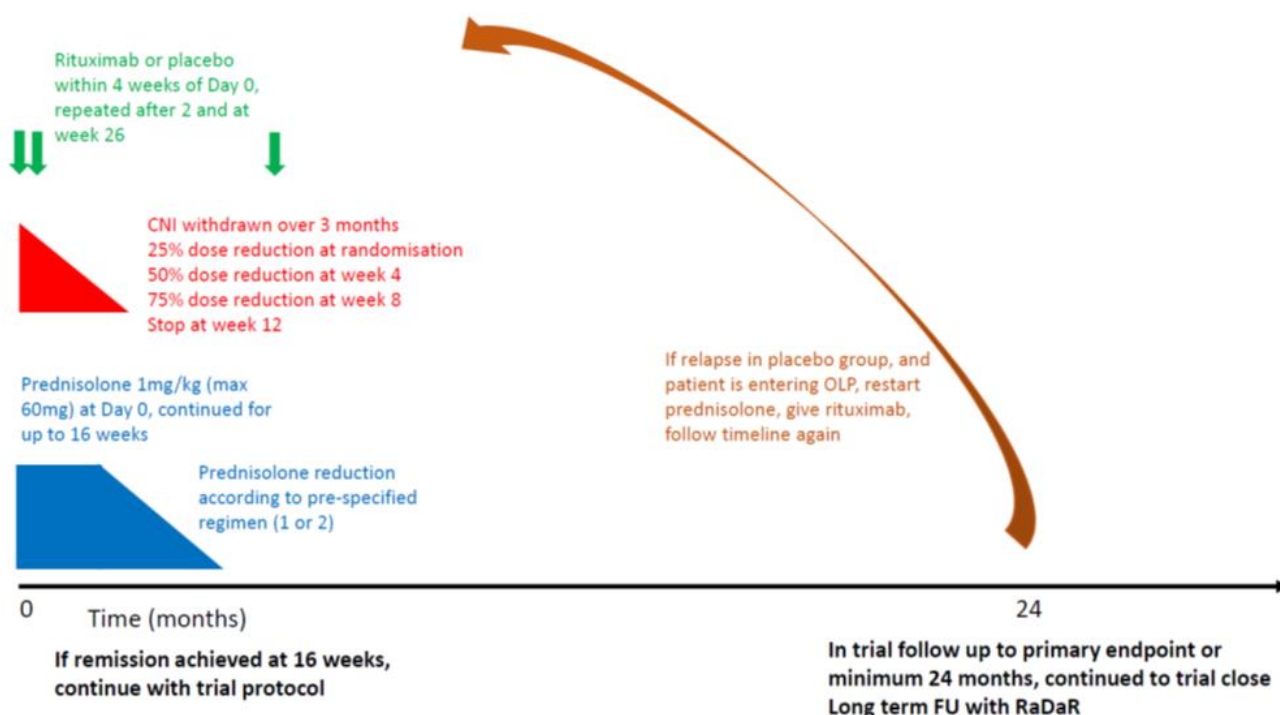 Rituximab or placebo
within 4 weeks of Day 0,
repeated after 2 and at
week 26
CNI withdrawn over 3 months
25% dose reduction at randomisation
50% dose reduction at week 4
75% dose reduction at week 8
Stop at week 12
Prednisolone 1mg/kg (max
60mg) at Day 0, continued for
up to 16 weeks
If relapse in placebo group, and
patient is entering OLP, restart
prednisolone, give rituximab,
follow timeline again
Prednisolone reduction
according to pre-specified
regimen (1 or 2)
0
Time (months)
24
If remission achieved at 16 weeks,
continue with trial protocol
In trial follow up to primary endpoint or
minimum 24 months, continued to trial close
Long term FU with RaDaR